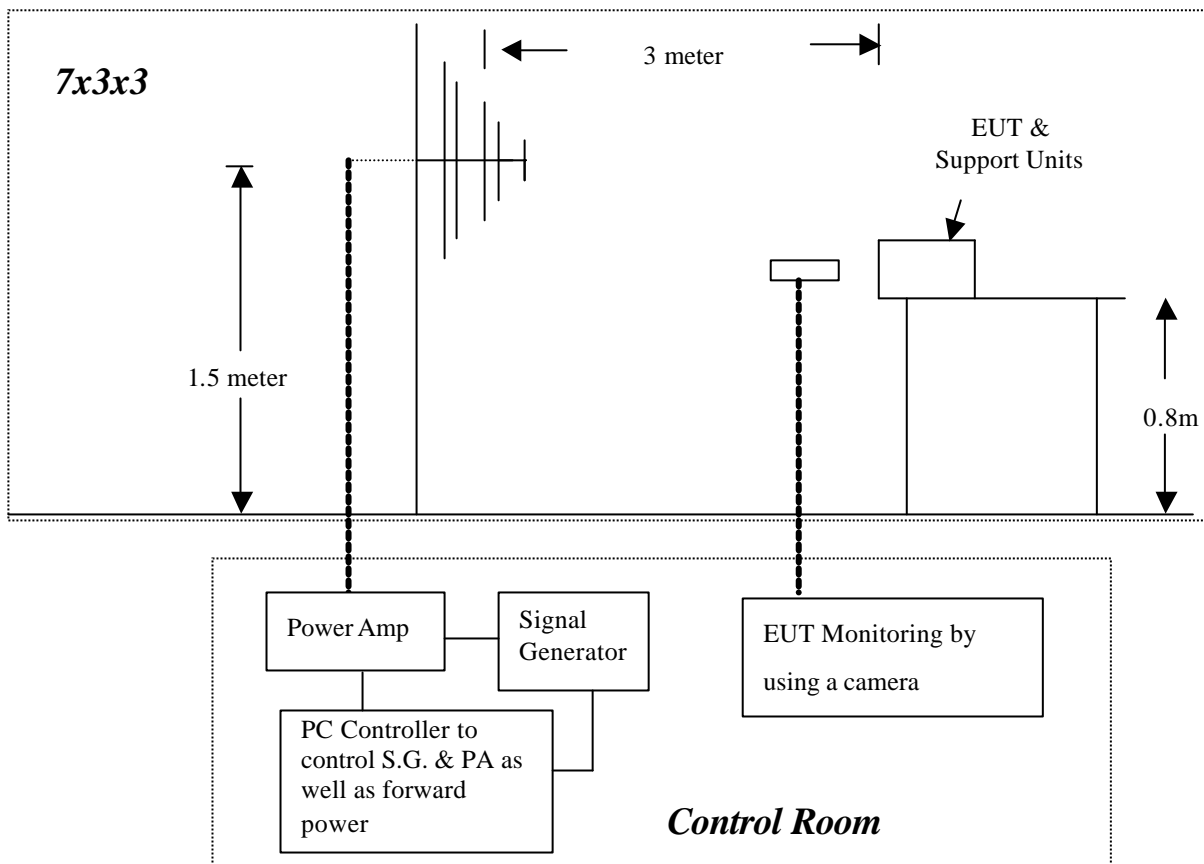 7x3x3
3 meter
EUT &
Support Units
1.5 meter
0.8m
Power Amp
Signal
Generator
EUT Monitoring by
using a camera
PC Controller to
control S.G. & PA as
well as forward
power
Control Room